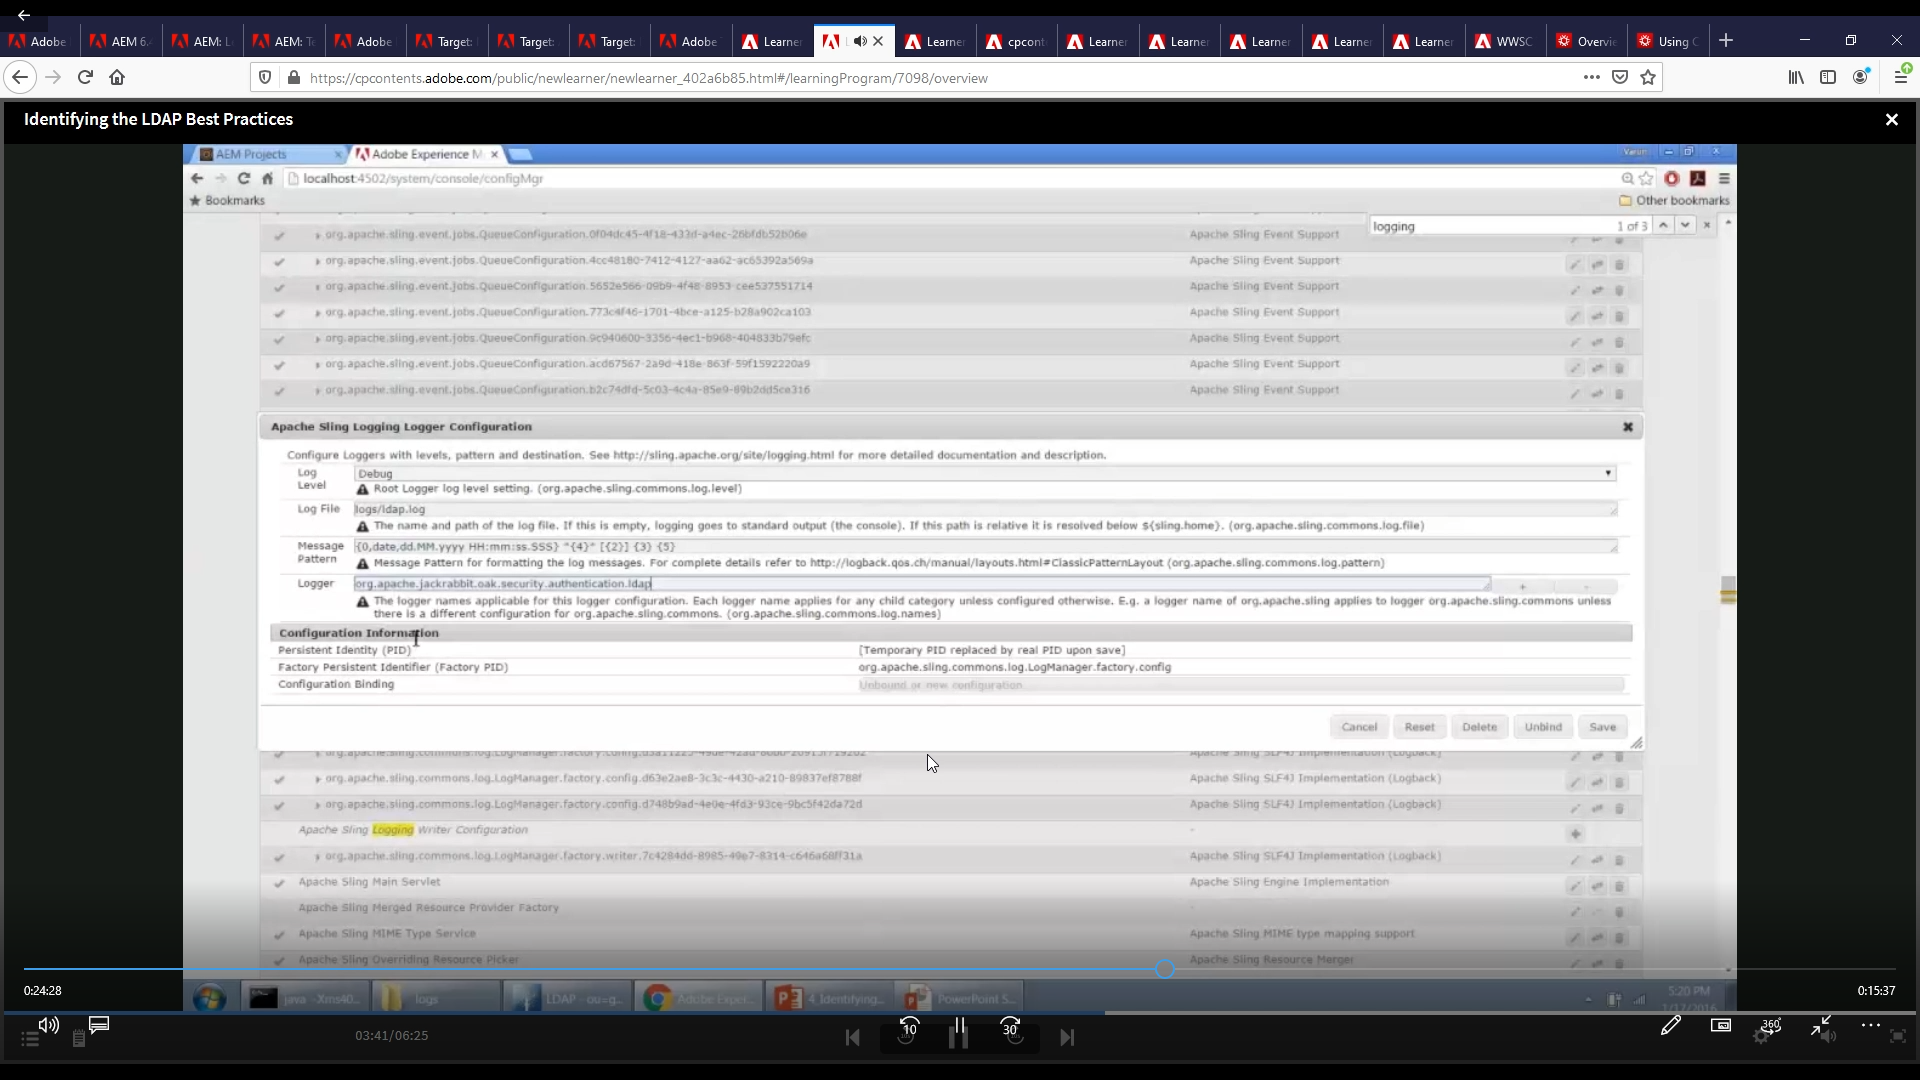 Adobe
AEM 6.
AEM: L
AEM: Te
Adobe
Target:
Target:
Target:
Adobe
Learner
Learner
cpcont
Learner
Learner
Learner
Learner
Learner
WWSC
Overvi
Using C
https://cpcontents.adobe.com/public/newlearner/newlearner_402a6b85.html#/learningProgram/7098/overview
Identifying the LDAP Best Practices
AEM Projects
Adobe Experience M
Varun
localhost:4502/system/console/configMgr
Bookmarks
Other bookmarks
logging 1 of 3
org.apache.sling.event.jobs.QueueConfiguration.0f04dc45-4f18-433d-a4ec-26bfdb52b06e Apache Sling Event Support
org.apache.sling.event.jobs.QueueConfiguration.4cc48180-7412-4127-aa62-ac65392a569a Apache Sling Event Support
org.apache.sling.event.jobs.QueueConfiguration.5652e566-09b9-4f48-8953-cee537551714 Apache Sling Event Support
org.apache.sling.event.jobs.QueueConfiguration.773c4f46-1701-4bce-a125-b28a902ca103 Apache Sling Event Support
org.apache.sling.event.jobs.QueueConfiguration.9c940600-3356-4ec1-b968-404833b79efc Apache Sling Event Support
org.apache.sling.event.jobs.QueueConfiguration.acd67567-2a9d-418e-863f-59f1592220a9 Apache Sling Event Support
org.apache.sling.event.jobs.QueueConfiguration.b2c74dfd-5c03-4c4a-85e9-89b2dd5ce316 Apache Sling Event Support
Apache Sling Logging Logger Configuration
Configure Loggers with levels, pattern and destination. See http://sling.apache.org/site/logging.html for more detailed documentation and description.
Log Level
Debug
Root Logger log level setting. (org.apache.sling.commons.log.level)
Log File
logs/ldap.log
The name and path of the log file. If this is empty, logging goes to standard output (the console). If this path is relative it is resolved below ${sling.home}. (org.apache.sling.commons.log.file)
Message Pattern
{0,date,dd.MM.yyyy HH:mm:ss.SSS} *{4}* [{2}] {3} {5}
Message Pattern for formatting the log messages. For complete details refer to http://logback.qos.ch/manual/layouts.html#ClassicPatternLayout (org.apache.sling.commons.log.pattern)
Logger
org.apache.jackrabbit.oak.security.authentication.ldap
The logger names applicable for this logger configuration. Each logger name applies for any child category unless configured otherwise. E.g. a logger name of org.apache.sling applies to logger org.apache.sling.commons unless
there is a different configuration for org.apache.sling.commons. (org.apache.sling.commons.log.names)
Configuration Information
Persistent Identity (PID) [Temporary PID replaced by real PID upon save]
Factory Persistent Identifier (Factory PID) org.apache.sling.commons.log.LogManager.factory.config
Configuration Binding Unbound or new configuration
Cancel Reset Delete Unbind Save
Apache Sling SLF4J Implementation (Logback)
org.apache.sling.commons.log.LogManager.factory.config.d63e2ae8-3c3c-4430-a210-89837ef8788f Apache Sling SLF4J Implementation (Logback)
org.apache.sling.commons.log.LogManager.factory.config.d748b9ad-4e0e-4fd3-93ce-9bc5f42da72d Apache Sling SLF4J Implementation (Logback)
Apache Sling Logging Writer Configuration -
org.apache.sling.commons.log.LogManager.factory.writer.7c4284dd-8985-49e7-8314-c646a68ff31a Apache Sling SLF4J Implementation (Logback)
Apache Sling Main Servlet Apache Sling Engine Implementation
Apache Sling Merged Resource Provider Factory -
Apache Sling MIME Type Service Apache Sling MIME type mapping support
Apache Sling Overriding Resource Picker Apache Sling Resource Merger
0:24:28
0:15:37
java - Xms40...
logs
LDAP - ou=g...
Adobe Exper...
4_Identifying...
PowerPoint S...
5:20 PM
03:41/06:25
10
30
360